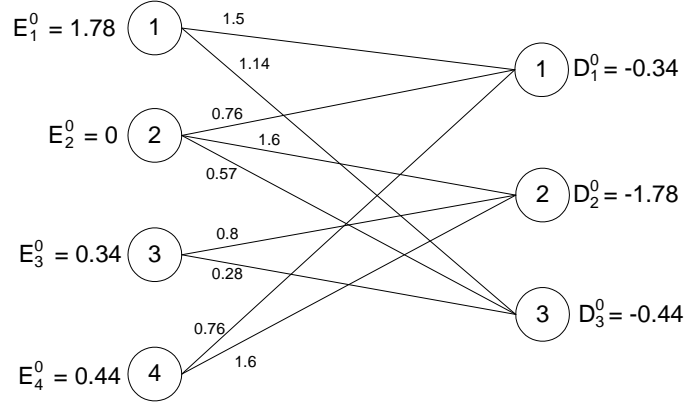 E₁⁰ = 1.78
1
1.5
1.14
1
D₁⁰ = -0.34
E₂⁰ = 0
2
0.76
1.6
0.57
2
D₂⁰ = -1.78
E₃⁰ = 0.34
3
0.8
0.28
3
D₃⁰ = -0.44
E₄⁰ = 0.44
4
0.76
1.6